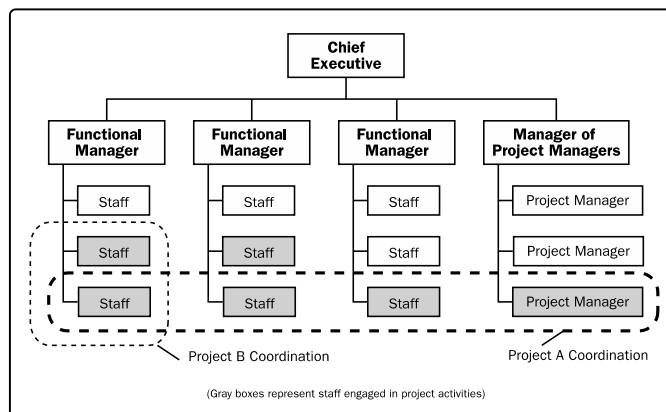 Chief
Executive
Functional
Manager
Functional
Manager
Functional
Manager
Manager of
Project Managers
Staff
Staff
Staff
Project Manager
Staff
Staff
Staff
Project Manager
Staff
Staff
Staff
Project Manager
Project B Coordination
Project A Coordination
(Gray boxes represent staff engaged in project activities)